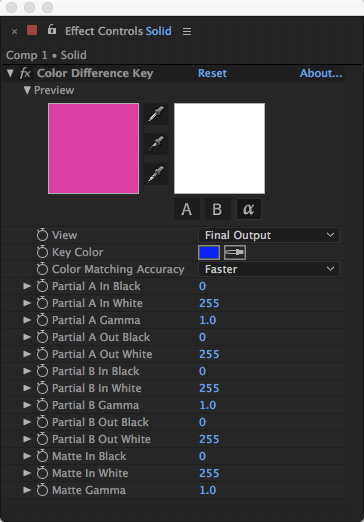 Effect Controls Solid
Comp 1 • Solid
fx Color Difference Key Reset About...
Preview
A B α
View Final Output
Key Color
Color Matching Accuracy Faster
Partial A In Black 0
Partial A In White 255
Partial A Gamma 1.0
Partial A Out Black 0
Partial A Out White 255
Partial B In Black 0
Partial B In White 255
Partial B Gamma 1.0
Partial B Out Black 0
Partial B Out White 255
Matte In Black 0
Matte In White 255
Matte Gamma 1.0